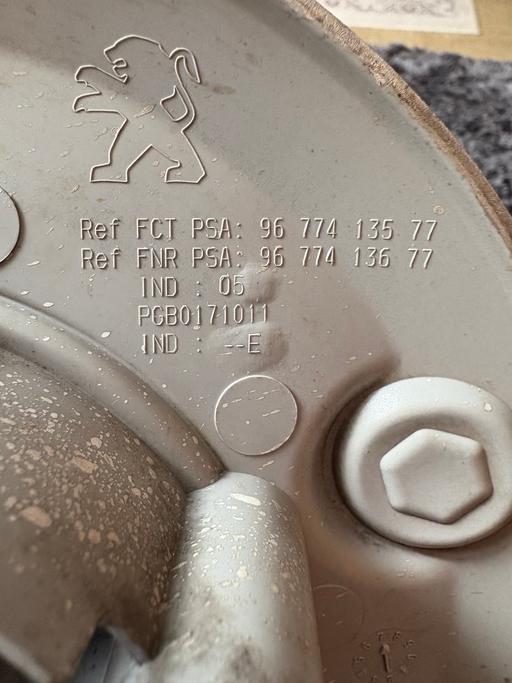 Ref FCT PSA: 96 774 135 77
Ref FNR PSA: 96 774 136 77
IND : 05
PGB0171011
IND : --E